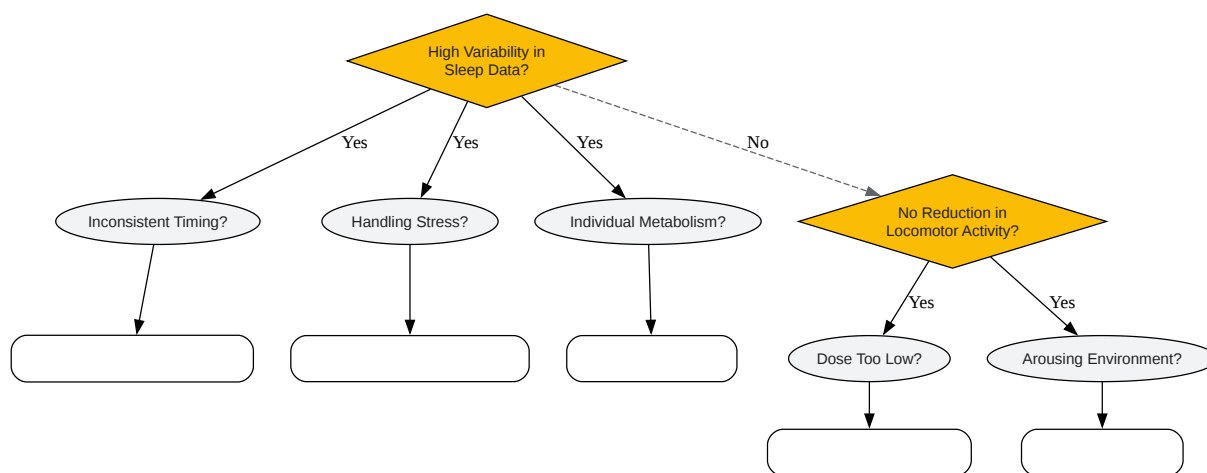 High Variability in
Sleep Data?
Yes
Yes
Yes
No
Inconsistent Timing?
Handling Stress?
Individual Metabolism?
No Reduction in
Locomotor Activity?
Yes
Yes
Dose Too Low?
Arousing Environment?